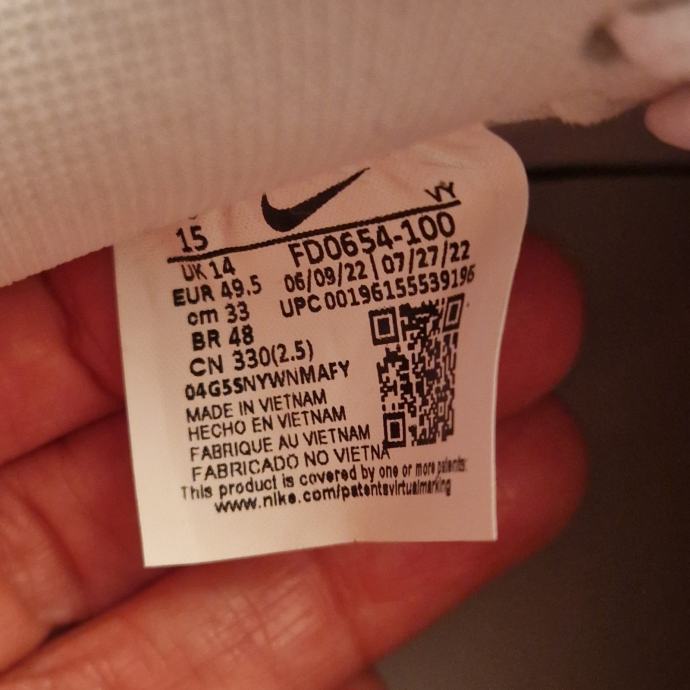 15
VY
FD0654-100
UK 14
06/09/22 | 07/27/22
EUR 49.5
UPC 00196155539196
cm 33
BR 48
CN 330(2.5)
04G5SNYWNMAFY
MADE IN VIETNAM
HECHO EN VIETNAM
FABRIQUE AU VIETNAM
FABRICADO NO VIETNA
This product is covered by one or more patents:
www.nike.com/patentsvirtualmarking